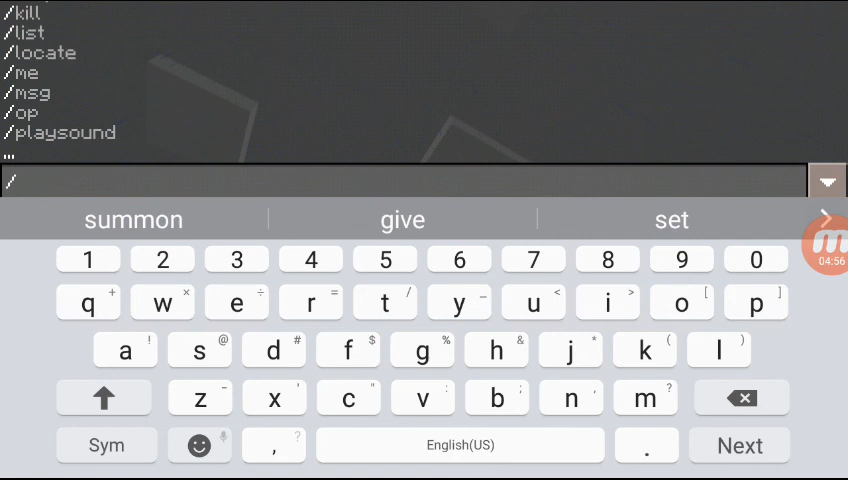 /kill
/list
/locate
/me
/msg
/op
/playsound
...
/
summon give set
1 2 3 4 5 6 7 8 9 0
q + w × e ÷ r = t / y _ u < i > o [ p ]
a ! s @ d # f $ g % h & j * k ( l )
z - x ' c " v : b ; n , m ?
Sym , ? English(US) . Next
m
04:56